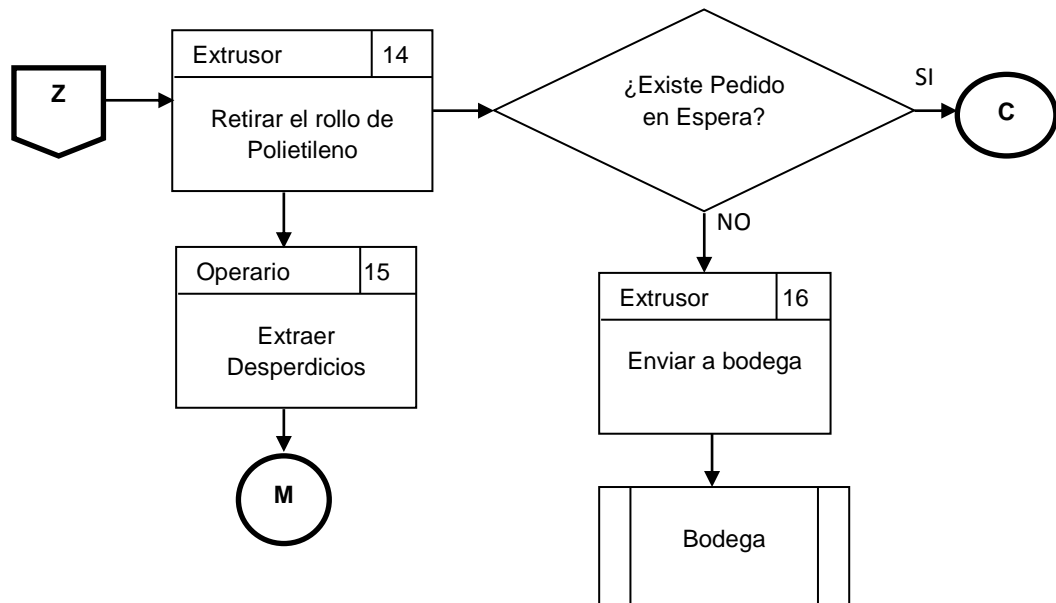 Z
Extrusor
14
Retirar el rollo de
Polietileno
¿Existe Pedido
en Espera?
SI
C
NO
Operario
15
Extraer
Desperdicios
M
Extrusor
16
Enviar a bodega
Bodega